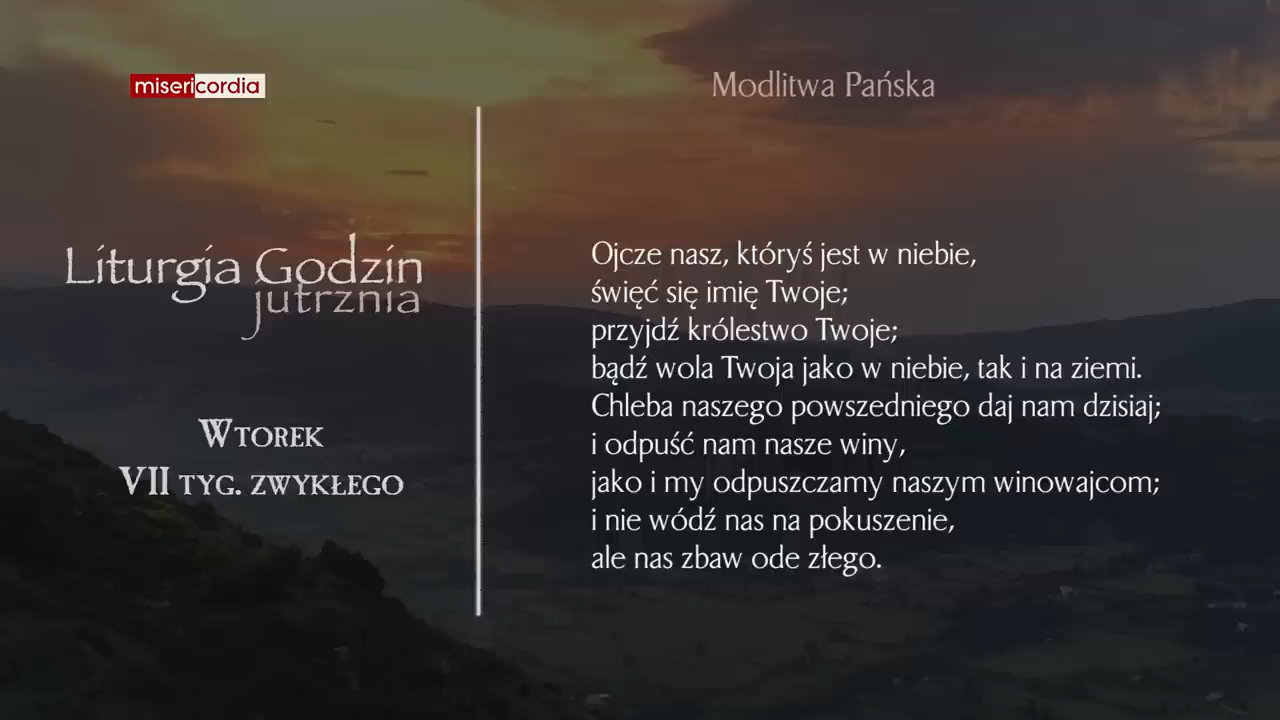 misericordia
Liturgia Godzin
jutrznia
Wtorek
VII tyg. zwykłego
Modlitwa Pańska
Ojcze nasz, któryś jest w niebie,
święć się imię Twoje;
przyjdź królestwo Twoje;
bądź wola Twoja jako w niebie, tak i na ziemi.
Chleba naszego powszedniego daj nam dzisiaj;
i odpuść nam nasze winy,
jako i my odpuszczamy naszym winowajcom;
i nie wódź nas na pokuszenie,
ale nas zbaw ode złego.